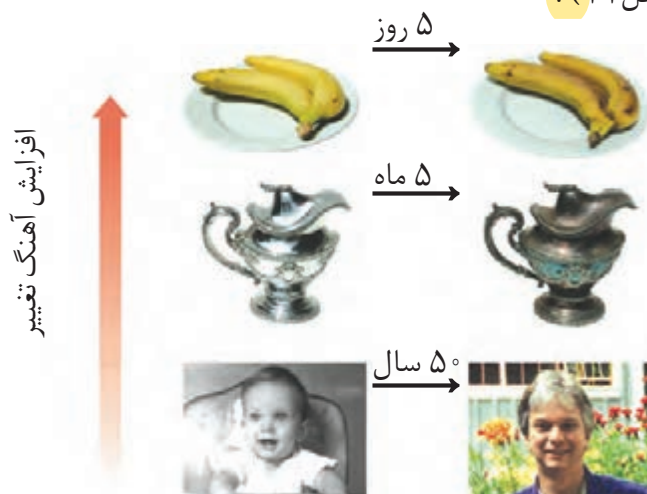 ۵ روز
۵ ماه
۵۰ سال
افزایش آهنگ تغییر